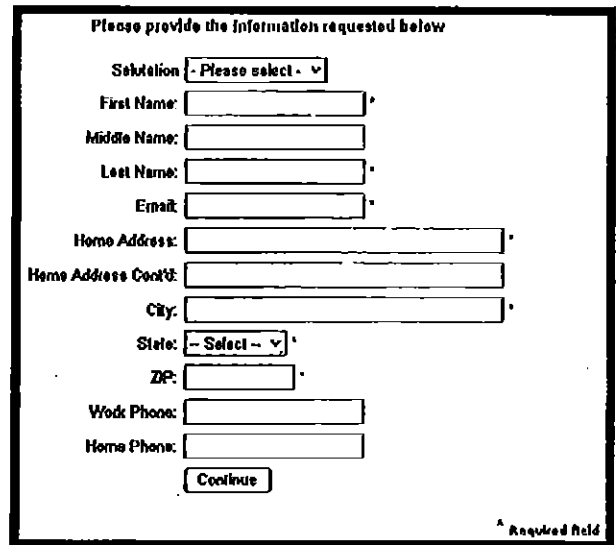 Please provide the information requested below
Salutation - Please select -
First Name: *
Middle Name:
Last Name: *
Email: *
Home Address: *
Home Address Cont'd:
City: *
State: -- Select -- *
ZIP: *
Work Phone:
Home Phone:
Continue
* Required field